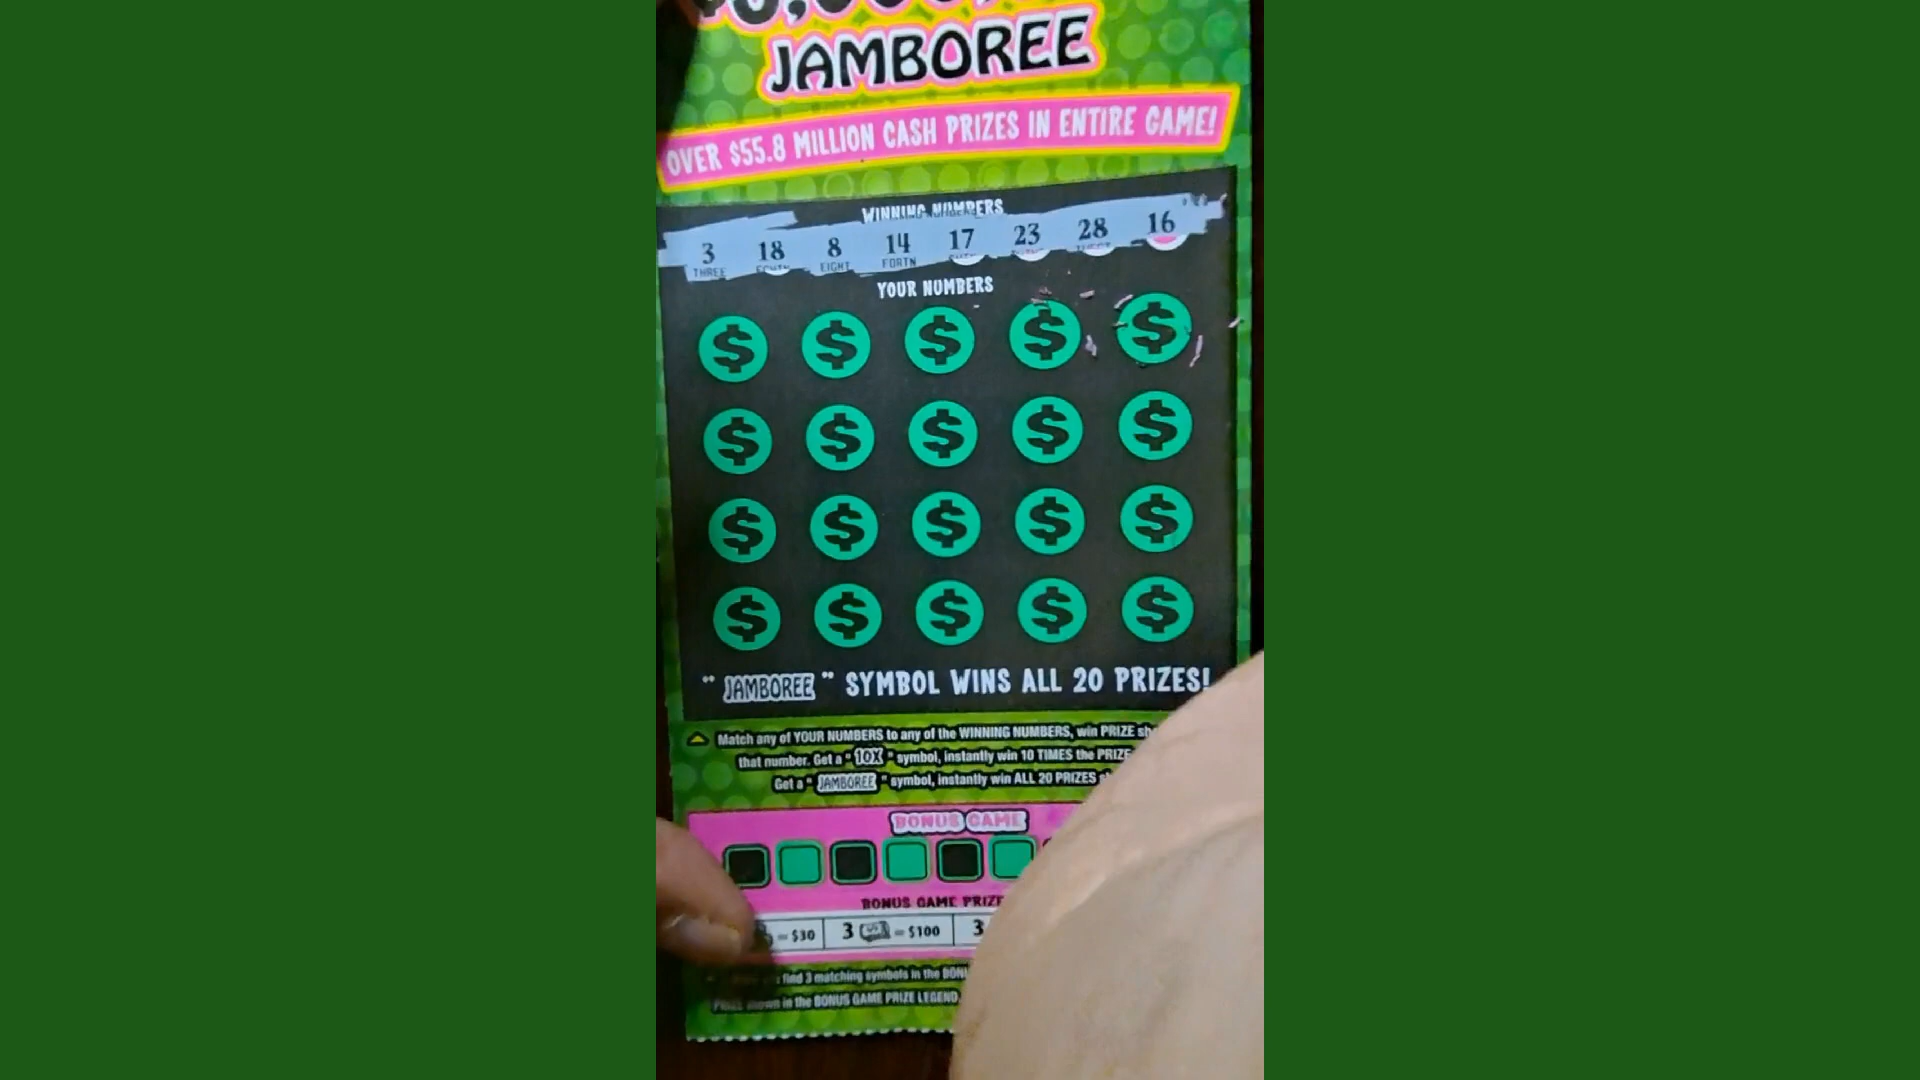 JAMBOREE
OVER $55.8 MILLION CASH PRIZES IN ENTIRE GAME!
WINNING NUMBERS
3 18 8 14 17 23 28 16
THREE EIGHT FORTN
YOUR NUMBERS
$ $ $ $ $
$ $ $ $ $
$ $ $ $ $
$ $ $ $ $
"JAMBOREE" SYMBOL WINS ALL 20 PRIZES!
Match any of YOUR NUMBERS to any of the WINNING NUMBERS, win PRIZE
that number. Get a "10X" symbol, instantly win 10 TIMES the PRIZE
Get a "JAMBOREE" symbol, instantly win ALL 20 PRIZES
BONUS GAME
BONUS GAME PRIZE
= $30 3 = $100 3
find 3 matching symbols in the
PRIZE shown in the BONUS GAME PRIZE LEGEND.